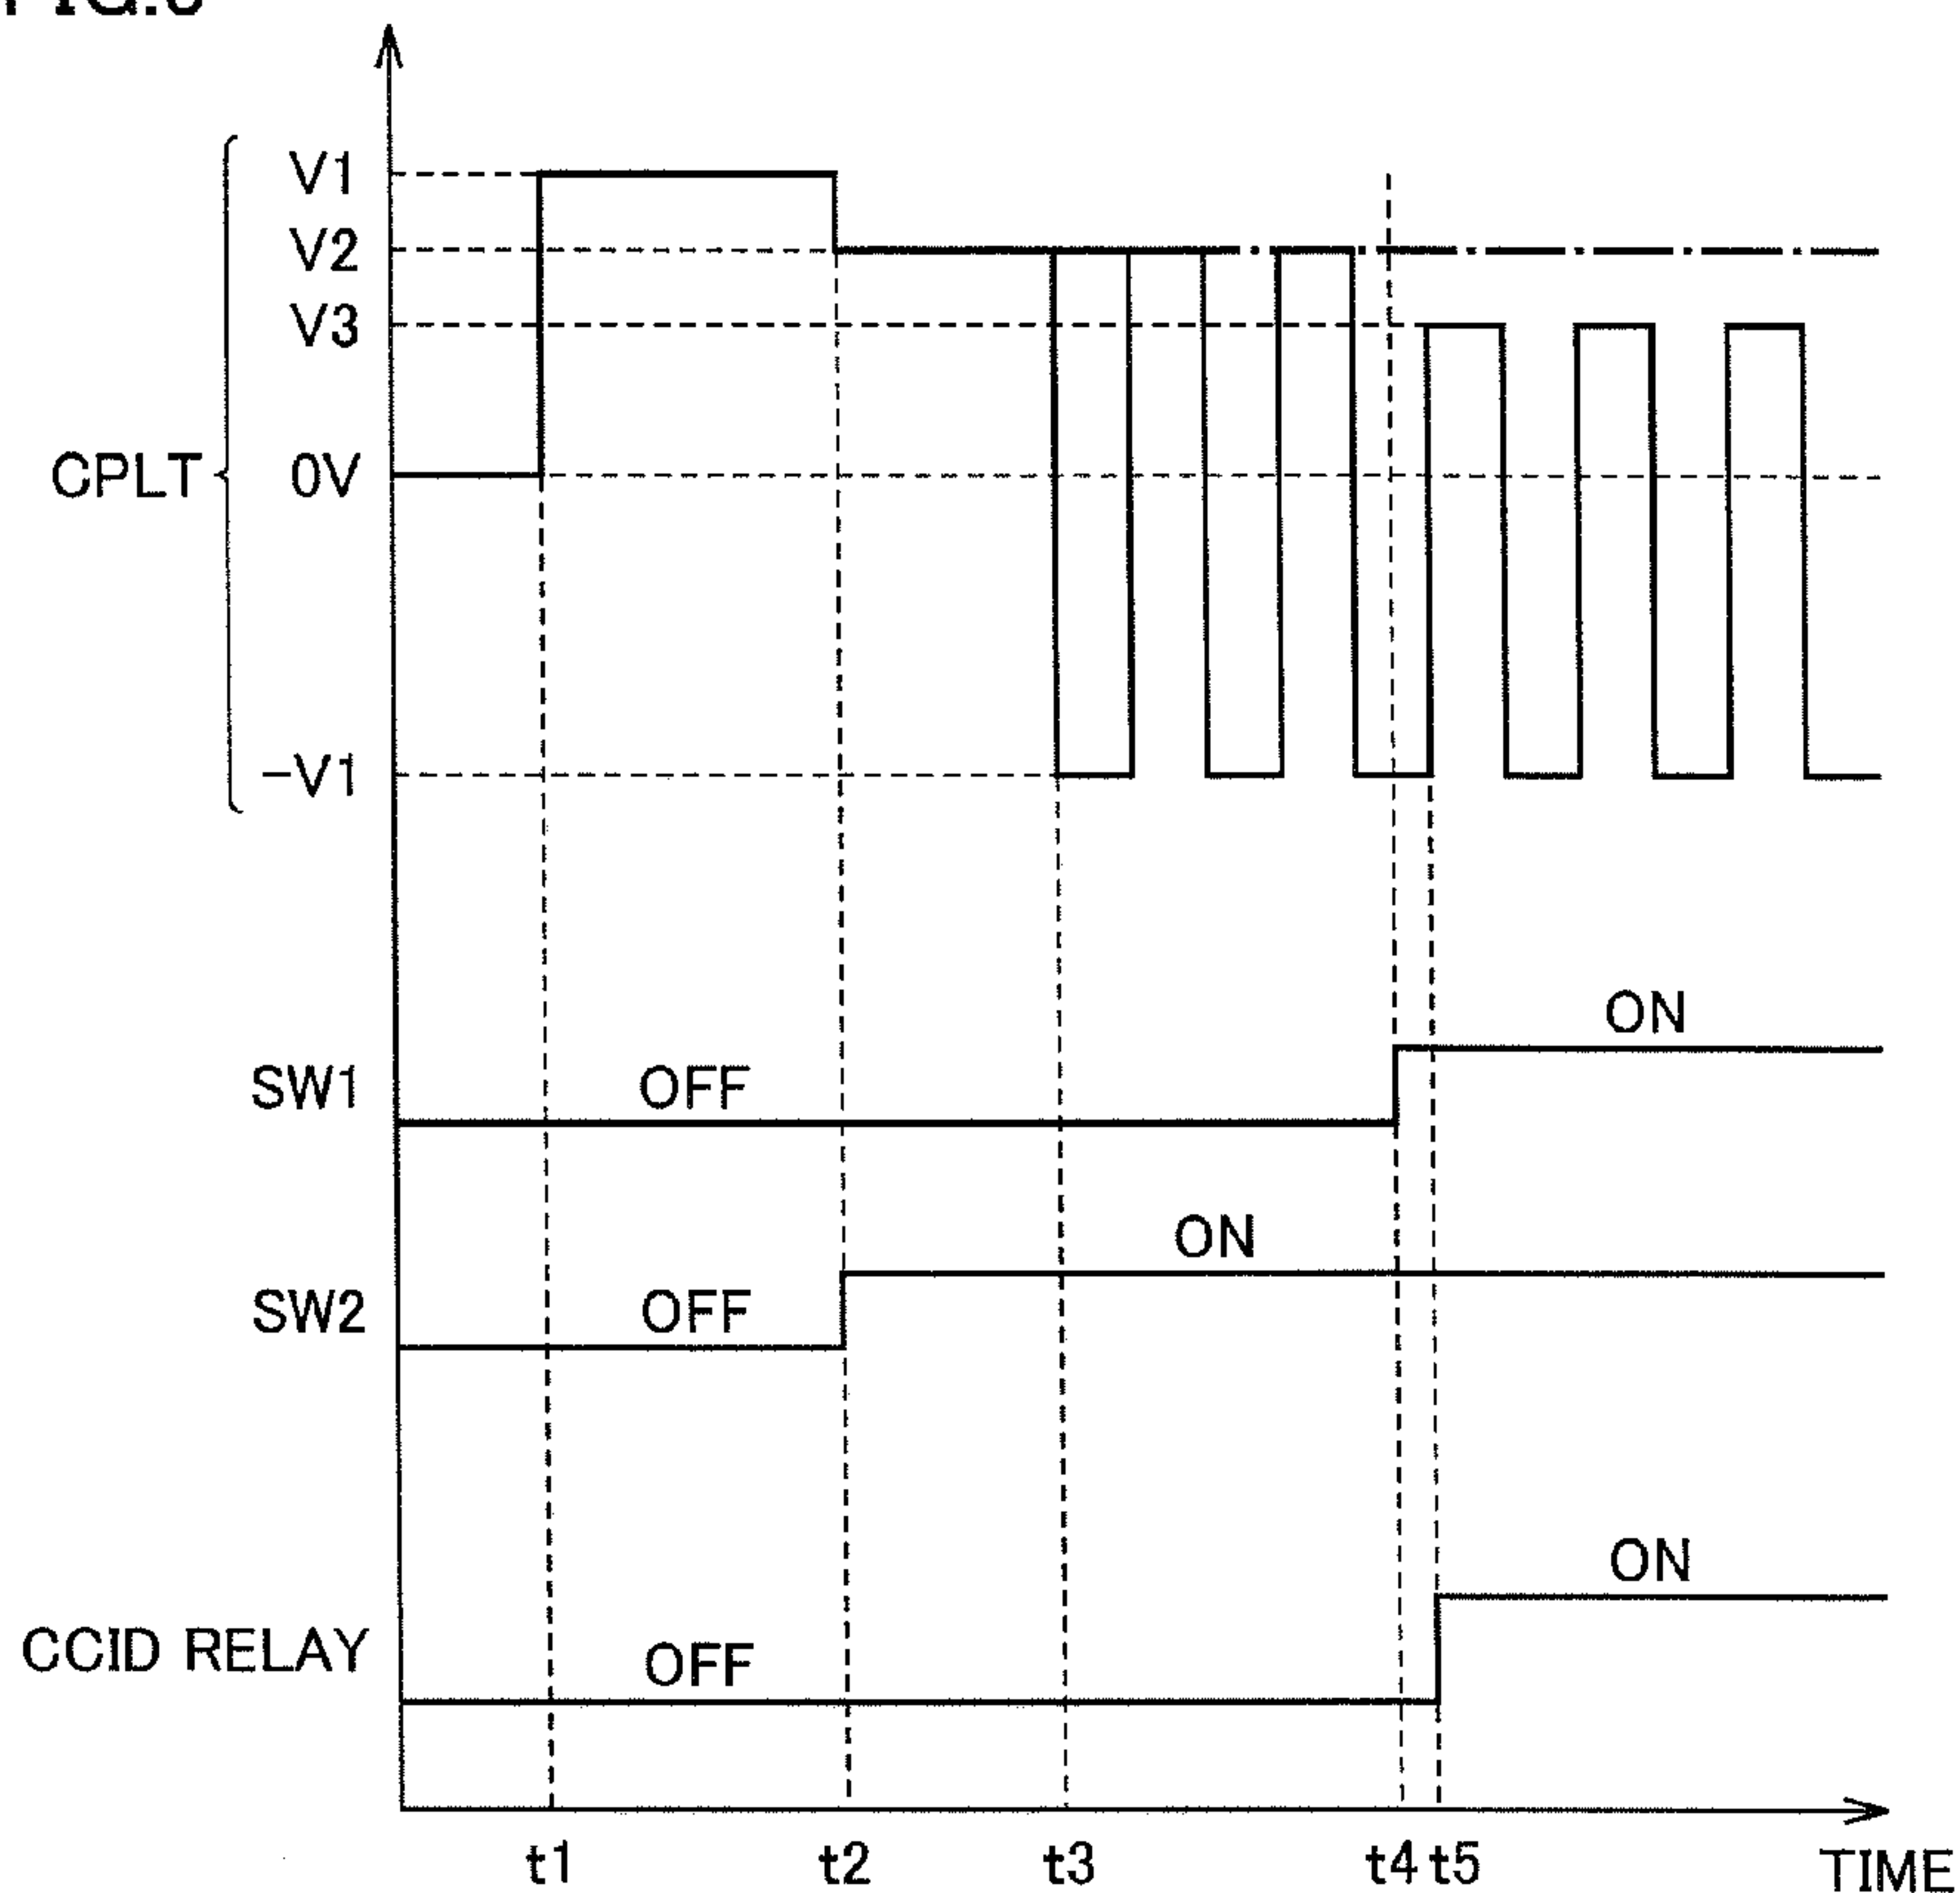 V1
V2
V3
CPLT
0V
-V1
ON
SW1
OFF
ON
SW2
OFF
ON
CCID RELAY
OFF
t1
t2
t3
t4
t5
TIME